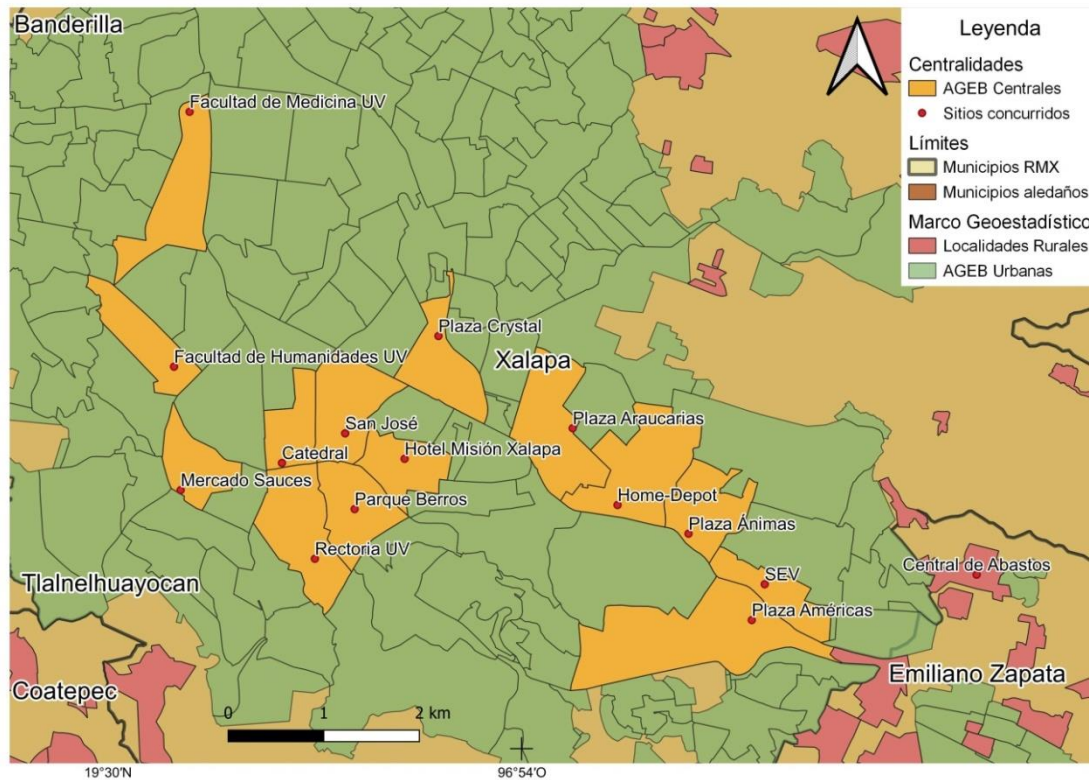 Banderilla
Facultad de Medicina UV
Plaza Crystal
Xalapa
Facultad de Humanidades UV
Plaza Araucarias
San José
Hotel Misión Xalapa
Catedral
Mercado Sauces
Home-Depot
Parque Berros
Plaza Ánimas
Rectoria UV
Central de Abastos
SEV
Tlalnelhuayocan
Plaza Américas
Emiliano Zapata
Coatepec
0 1 2 km
19°30'N
96°54'O
Leyenda
Centralidades
AGEB Centrales
Sitios concurridos
Límites
Municipios RMX
Municipios aledaños
Marco Geoestadístico
Localidades Rurales
AGEB Urbanas